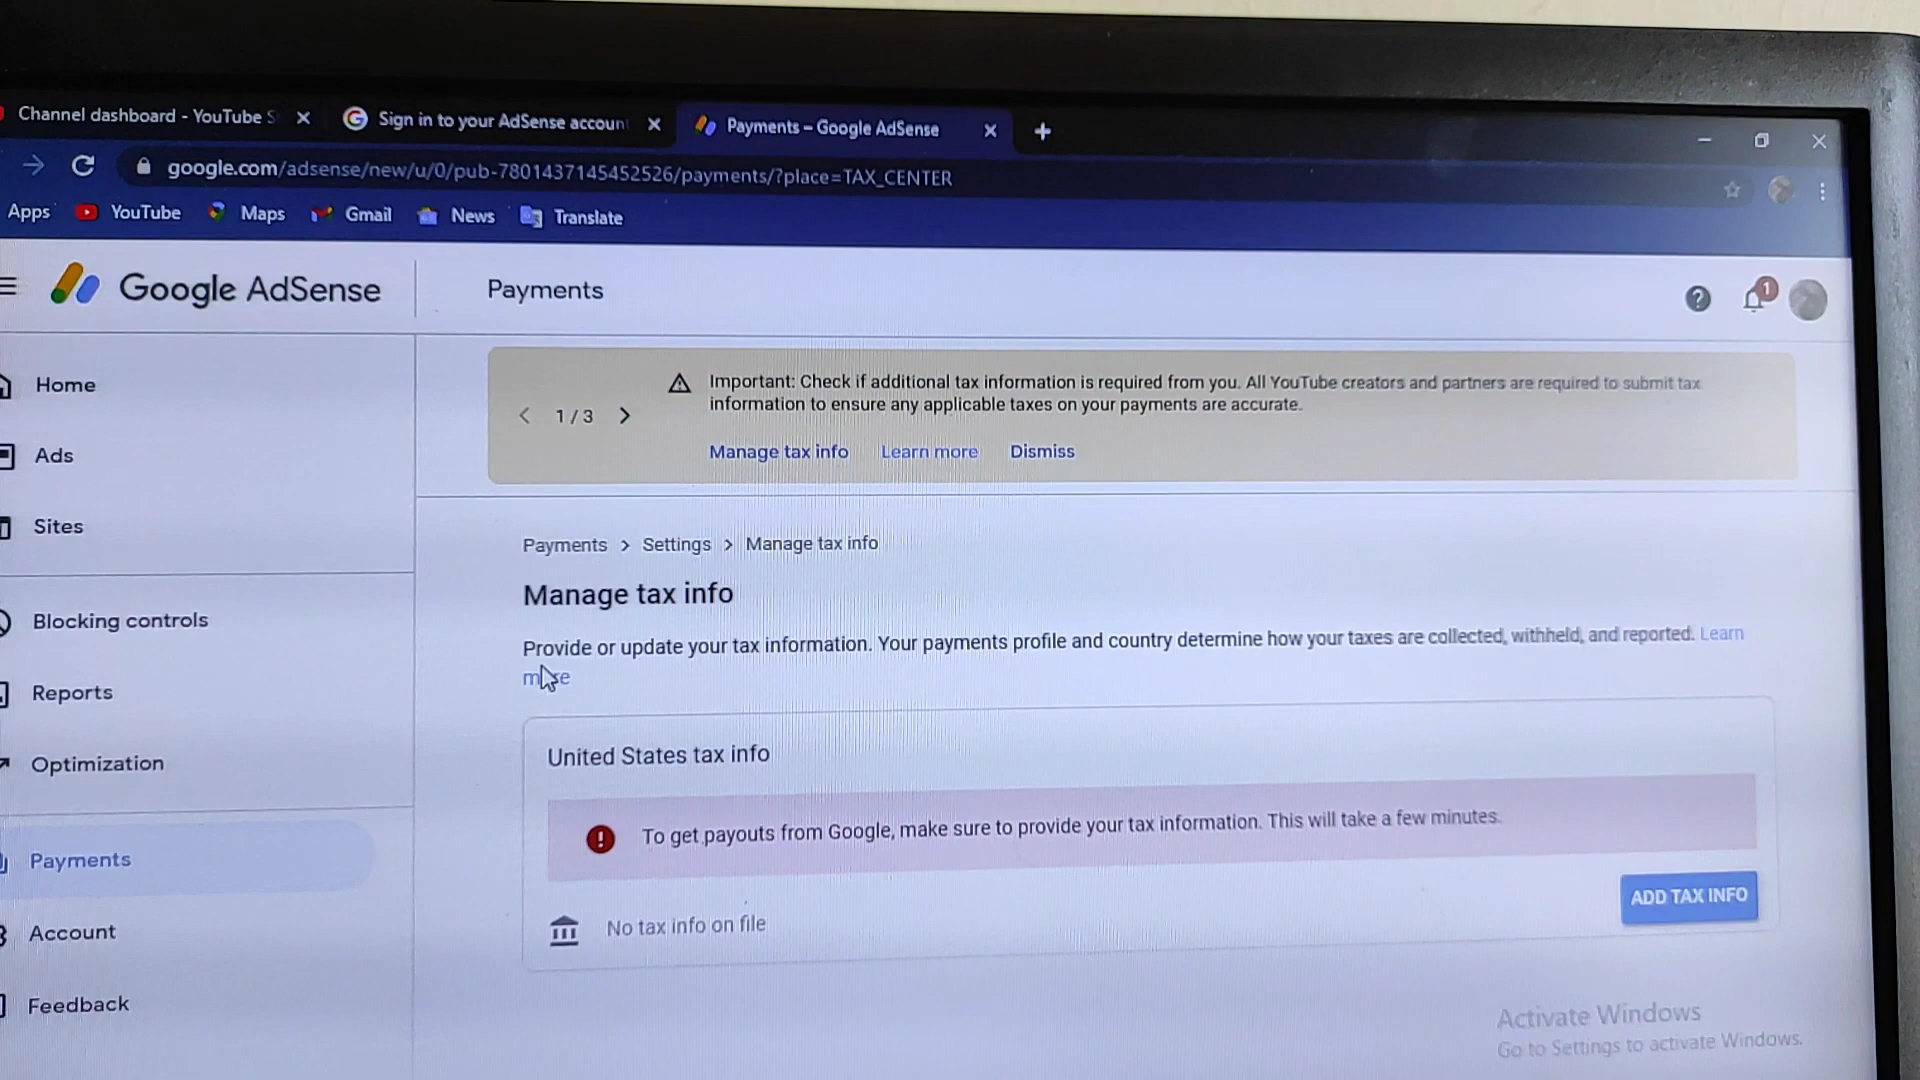 Channel dashboard - YouTube S
Sign in to your AdSense accoun
Payments – Google AdSense
google.com/adsense/new/u/0/pub-7801437145452526/payments/?place=TAX_CENTER
Apps
YouTube
Maps
Gmail
News
Translate
Google AdSense
Payments
1
Home
Ads
Sites
Blocking controls
Reports
Optimization
Payments
Account
Feedback
1 / 3
Important: Check if additional tax information is required from you. All YouTube creators and partners are required to submit tax
information to ensure any applicable taxes on your payments are accurate.
Manage tax info Learn more Dismiss
Payments > Settings > Manage tax info
Manage tax info
Provide or update your tax information. Your payments profile and country determine how your taxes are collected, withheld, and reported. Learn
more
United States tax info
To get payouts from Google, make sure to provide your tax information. This will take a few minutes.
No tax info on file
ADD TAX INFO
Activate Windows
Go to Settings to activate Windows.